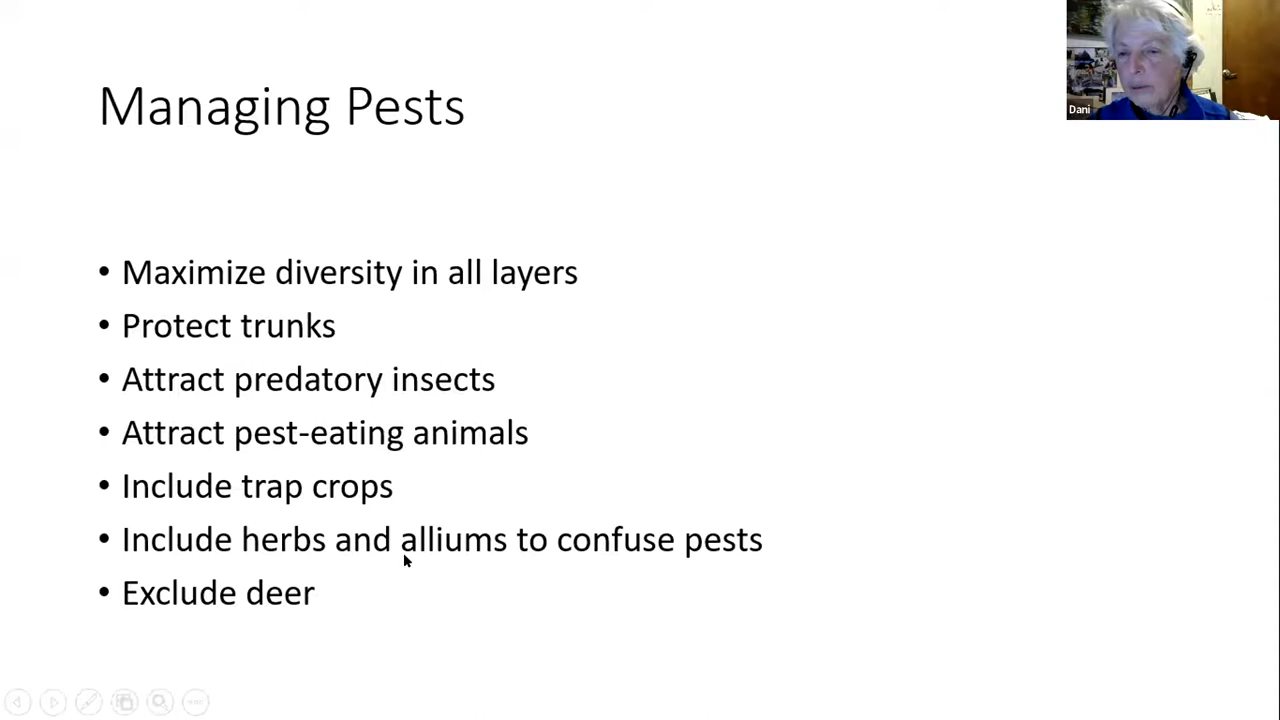 Managing Pests
Dani
• Maximize diversity in all layers
• Protect trunks
• Attract predatory insects
• Attract pest-eating animals
• Include trap crops
• Include herbs and alliums to confuse pests
• Exclude deer